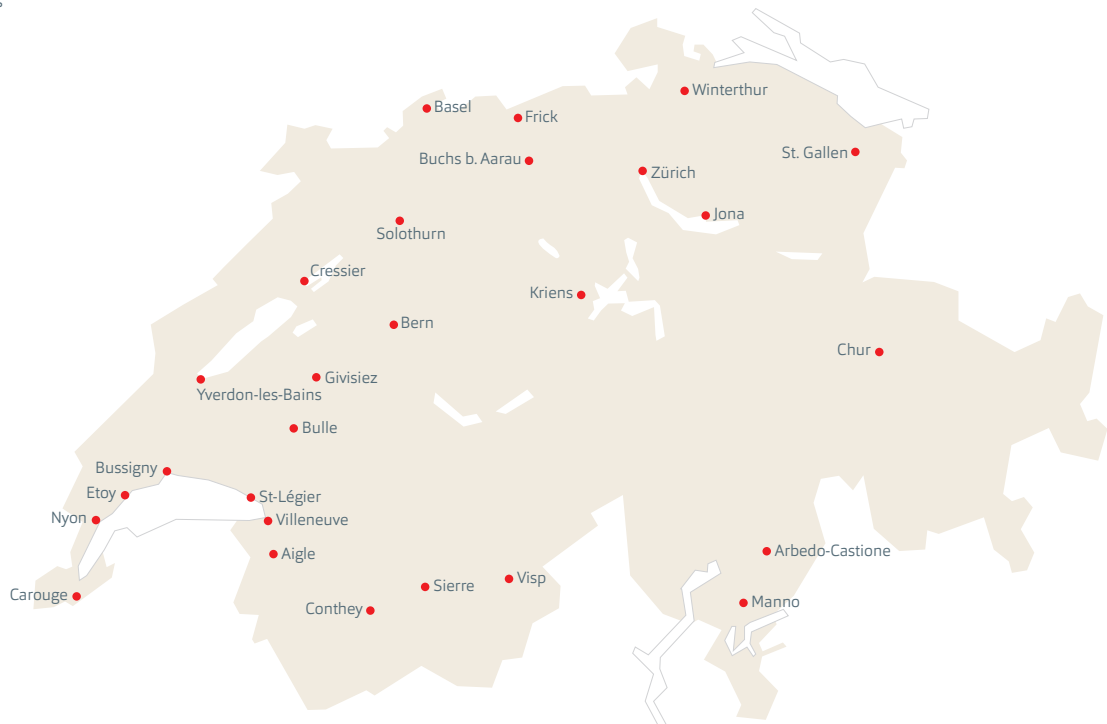 Winterthur
Basel
Frick
St. Gallen
Buchs b. Aarau
Zürich
Jona
Solothurn
Cressier
Kriens
Bern
Chur
Givisiez
Yverdon-les-Bains
Bulle
Bussigny
Etoy
St-Légier
Nyon
Villeneuve
Arbedo-Castione
Aigle
Visp
Sierre
Carouge
Manno
Conthey